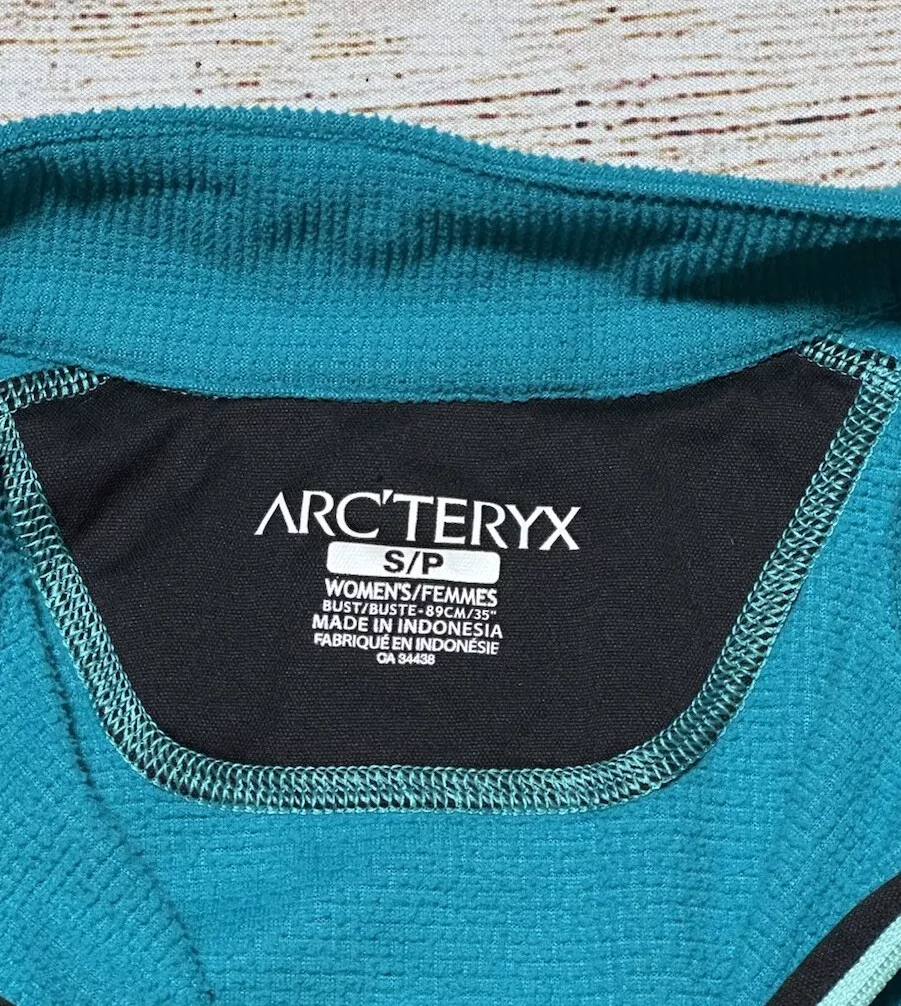 ARC'TERYX
S/P
WOMEN'S/FEMMES
BUST/BUSTE-89CM/35"
MADE IN INDONESIA
FABRIQUÉ EN INDONÉSIE
CA 34438